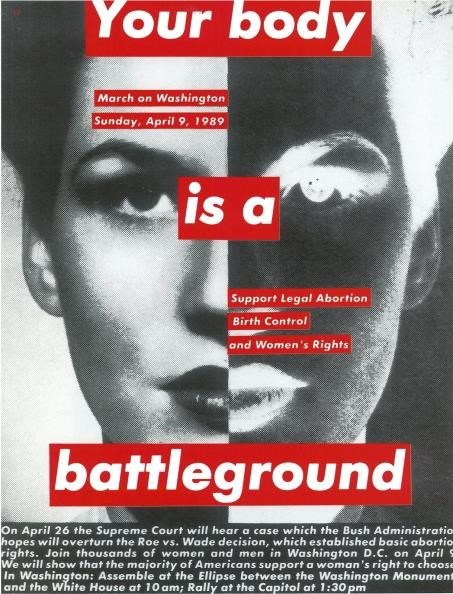 Your body
March on Washington
Sunday, April 9, 1989
is a
Support Legal Abortion
Birth Control
and Women's Rights
battleground
On April 26 the Supreme Court will hear a case which the Bush Administratio
hopes will overturn the Roe vs. Wade decision, which established basic abortio
rights. Join thousands of women and men in Washington D.C. on April 9
We will show that the majority of Americans support a woman's right to choose
In Washington: Assemble at the Ellipse between the Washington Monumen
and the White House at 10 am; Rally at the Capitol at 1:30 pm